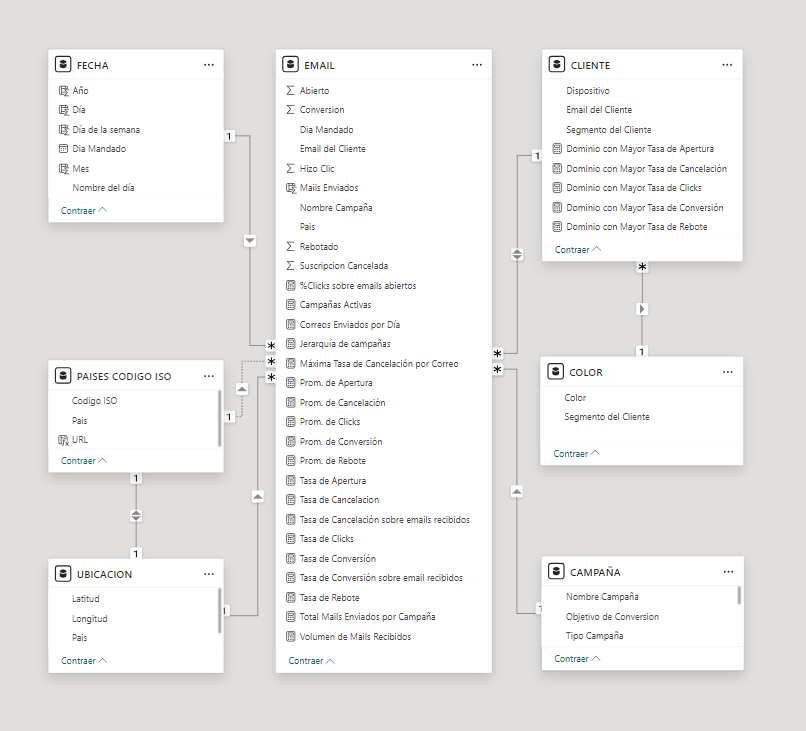 FECHA
Año
Día
Día de la semana
Dia Mandado
Mes
Nombre del día
Contraer
EMAIL
Abierto
Conversion
Dia Mandado
Email del Cliente
Hizo Clic
Mails Enviados
Nombre Campaña
Pais
Rebotado
Suscripcion Cancelada
%Clicks sobre emails abiertos
Campañas Activas
Correos Enviados por Día
Jerarquía de campañas
Máxima Tasa de Cancelación por Correo
Prom. de Apertura
Prom. de Cancelación
Prom. de Clicks
Prom. de Conversión
Prom. de Rebote
Tasa de Apertura
Tasa de Cancelacion
Tasa de Cancelación sobre emails recibidos
Tasa de Clicks
Tasa de Conversión
Tasa de Conversión sobre email recibidos
Tasa de Rebote
Total Mails Enviados por Campaña
Volumen de Mails Recibidos
Contraer
CLIENTE
Dispositivo
Email del Cliente
Segmento del Cliente
Dominio con Mayor Tasa de Apertura
Dominio con Mayor Tasa de Cancelación
Dominio con Mayor Tasa de Clicks
Dominio con Mayor Tasa de Conversión
Dominio con Mayor Tasa de Rebote
Contraer
PAISES CODIGO ISO
Codigo ISO
Pais
URL
Contraer
COLOR
Color
Segmento del Cliente
Contraer
UBICACION
Latitud
Longitud
Pais
Contraer
CAMPAÑA
Nombre Campaña
Objetivo de Conversion
Tipo Campaña
Contraer
1
*
1
*
1
*
1
1
1
*
*
1
1
*